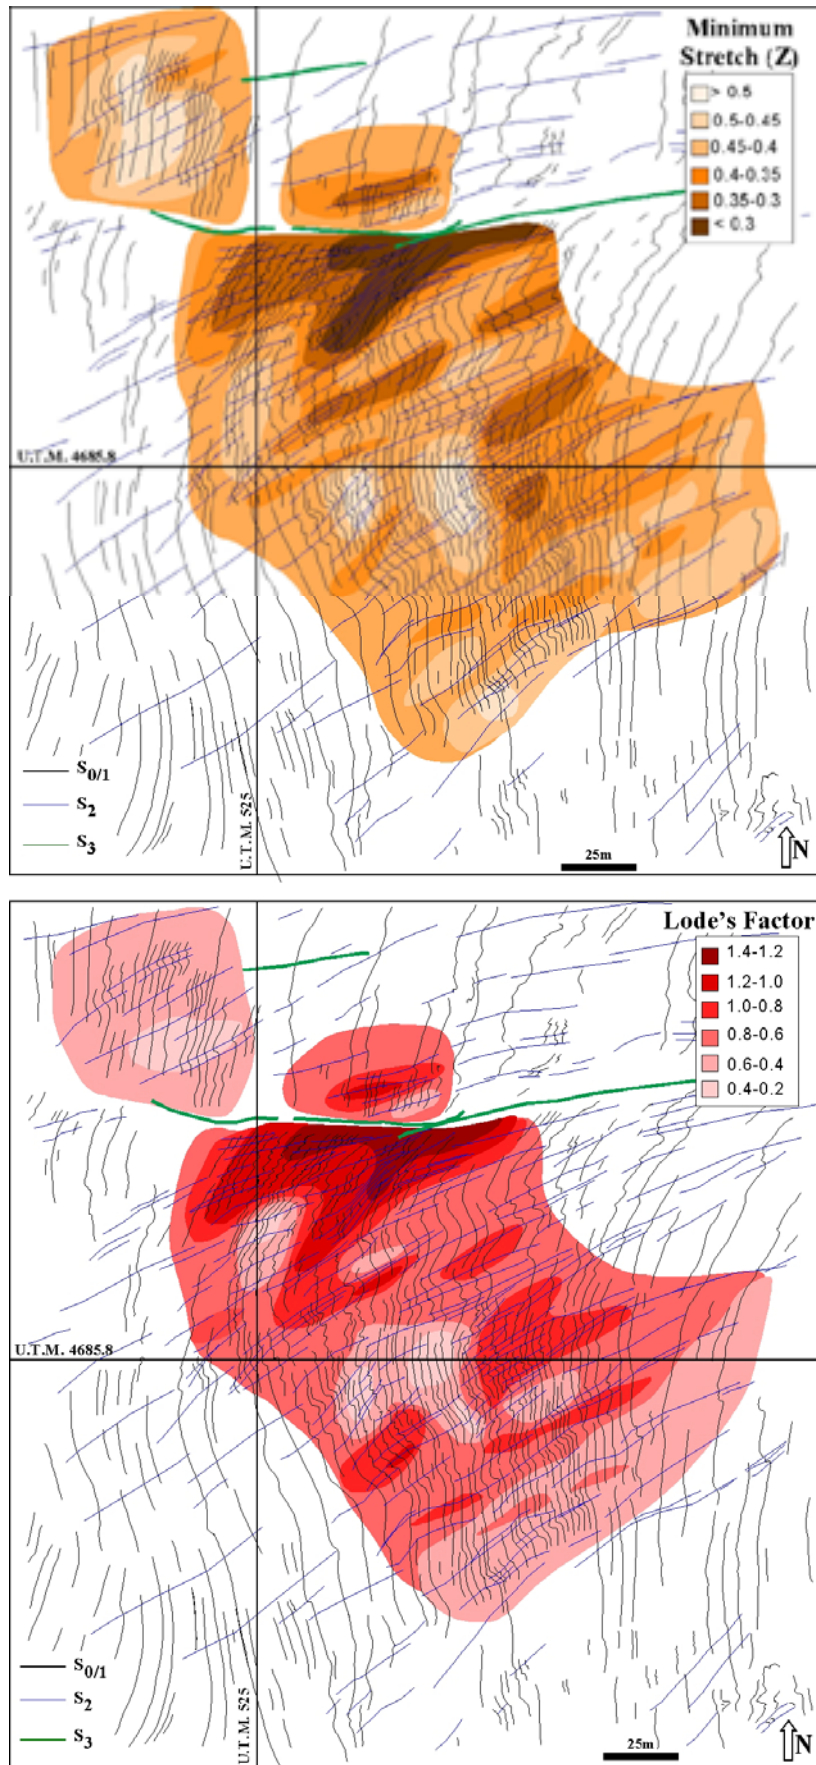 Minimum
Stretch (Z)
> 0.5
0.5-0.45
0.45-0.4
0.4-0.35
0.35-0.3
< 0.3
U.T.M. 4685.8
S0/1
S2
S3
U.T.M. 525
25m
N
Lode's Factor
1.4-1.2
1.2-1.0
1.0-0.8
0.8-0.6
0.6-0.4
0.4-0.2
U.T.M. 4685.8
S0/1
S2
S3
U.T.M. 525
25m
N